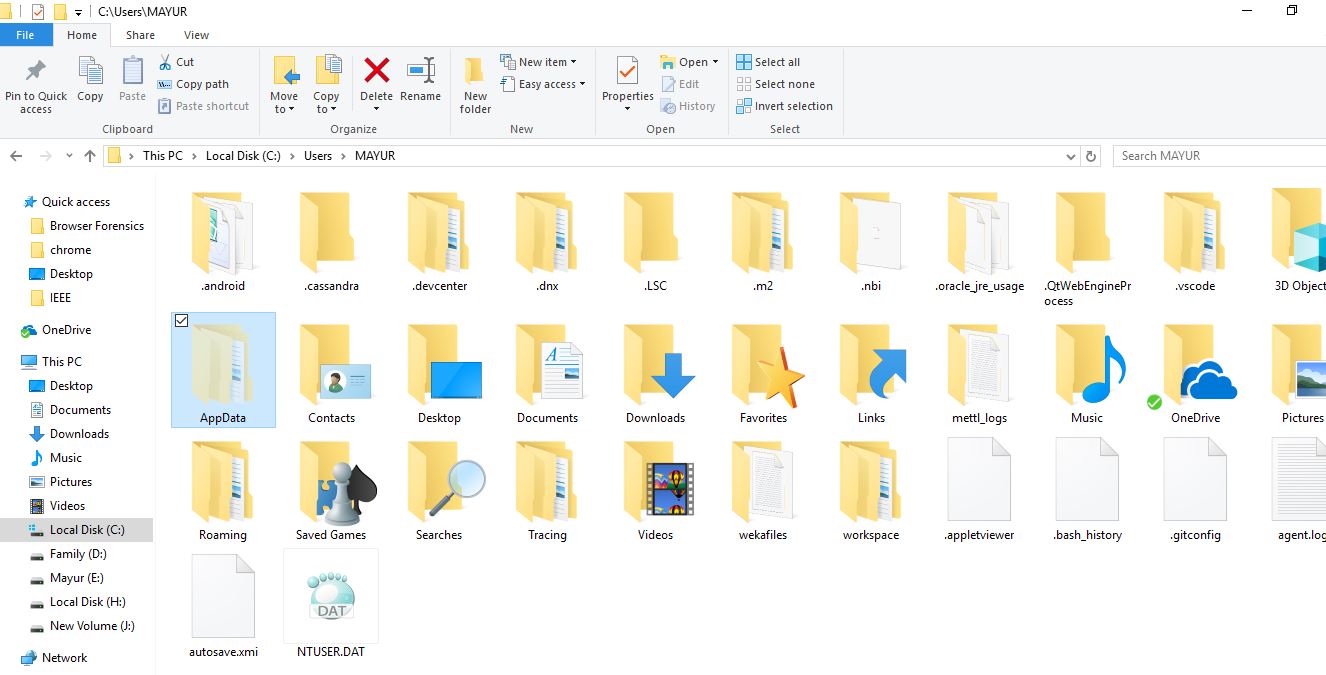 C:\Users\MAYUR
File Home Share View
Pin to Quick access
Copy
Paste
Cut
Copy path
Paste shortcut
Clipboard
Move to
Copy to
Delete
Rename
Organize
New folder
New item
Easy access
New
Properties
Open
Edit
History
Open
Select all
Select none
Invert selection
Select
This PC > Local Disk (C:) > Users > MAYUR
Search MAYUR
Quick access
Browser Forensics
chrome
Desktop
IEEE
OneDrive
This PC
Desktop
Documents
Downloads
Music
Pictures
Videos
Local Disk (C:)
Family (D:)
Mayur (E:)
Local Disk (H:)
New Volume (J:)
Network
.android .cassandra .devcenter .dnx .LSC .m2 .nbi .oracle_jre_usage .QtWebEnginePr .vscode 3D Object
ocess
AppData Contacts Desktop Documents Downloads Favorites Links mettl_logs Music OneDrive Pictures
Roaming Saved Games Searches Tracing Videos wekafiles workspace .appletviewer .bash_history .gitconfig agent.log
DAT
autosave.xmi NTUSER.DAT